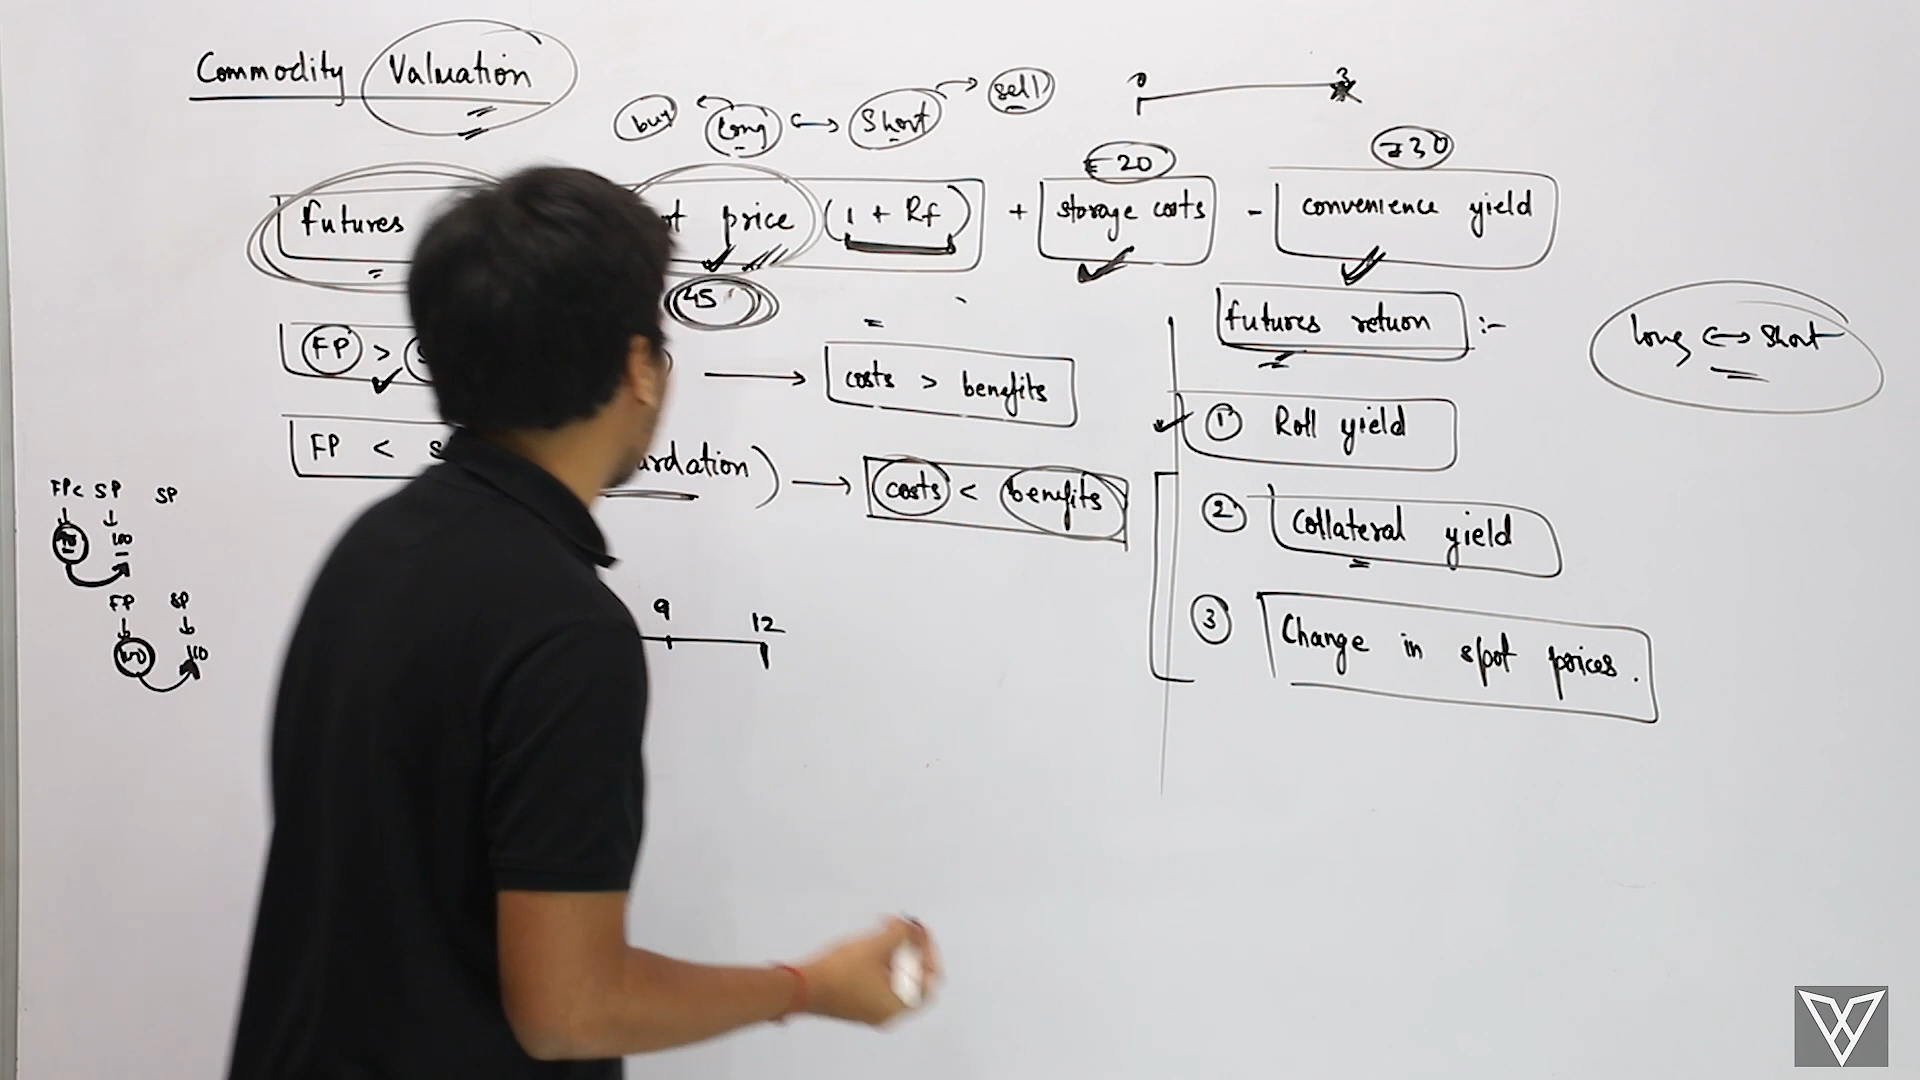 Commodity Valuation
buy long ↔ short → sell
0 3
20 30
futures price (1 + Rf) + storage costs - convenience yield
45
futures return :-
long ↔ short
FP >
→ costs > benefits
① Roll yield
FP <
) → costs < benefits
FP < SP SP
100
② Collateral yield
FP SP
③ Change in spot prices.
9 12